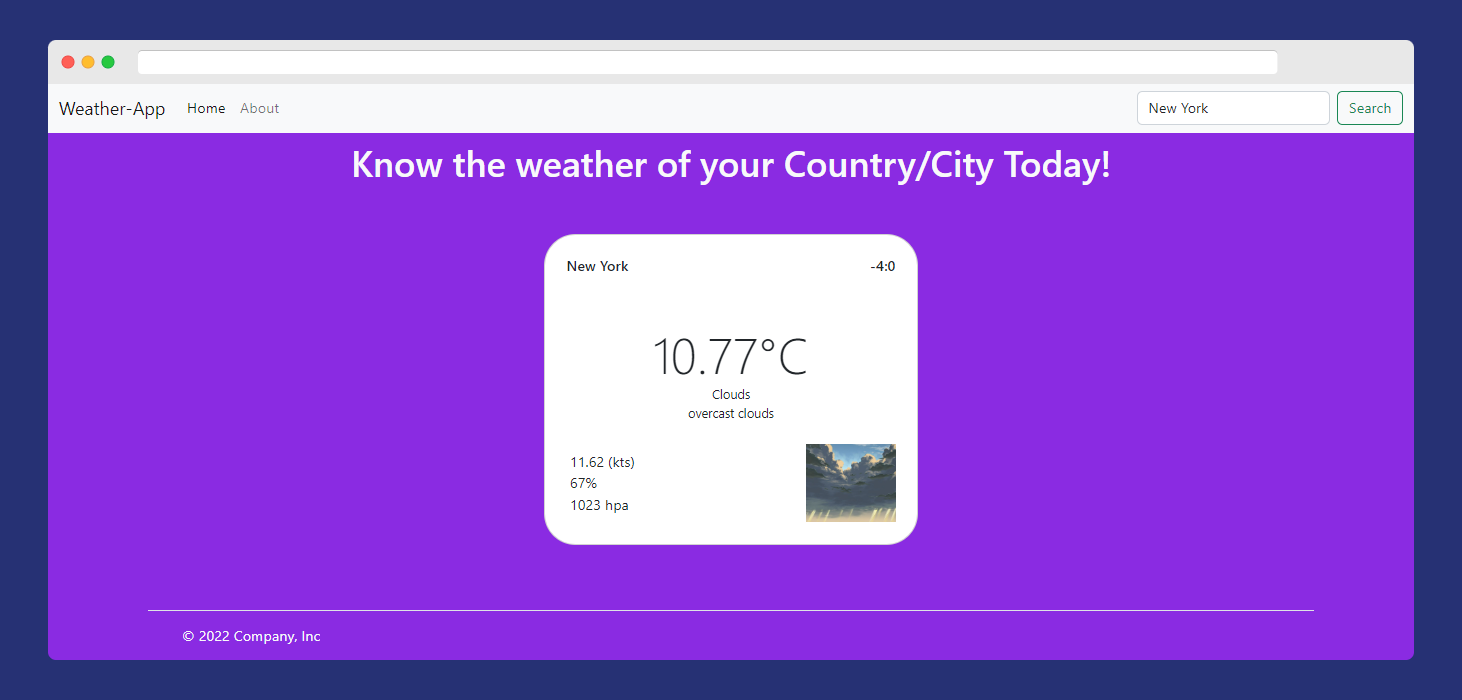 Weather-App Home About New York Search
Know the weather of your Country/City Today!
New York -4:0
10.77°C
Clouds
overcast clouds
11.62 (kts)
67%
1023 hpa
© 2022 Company, Inc